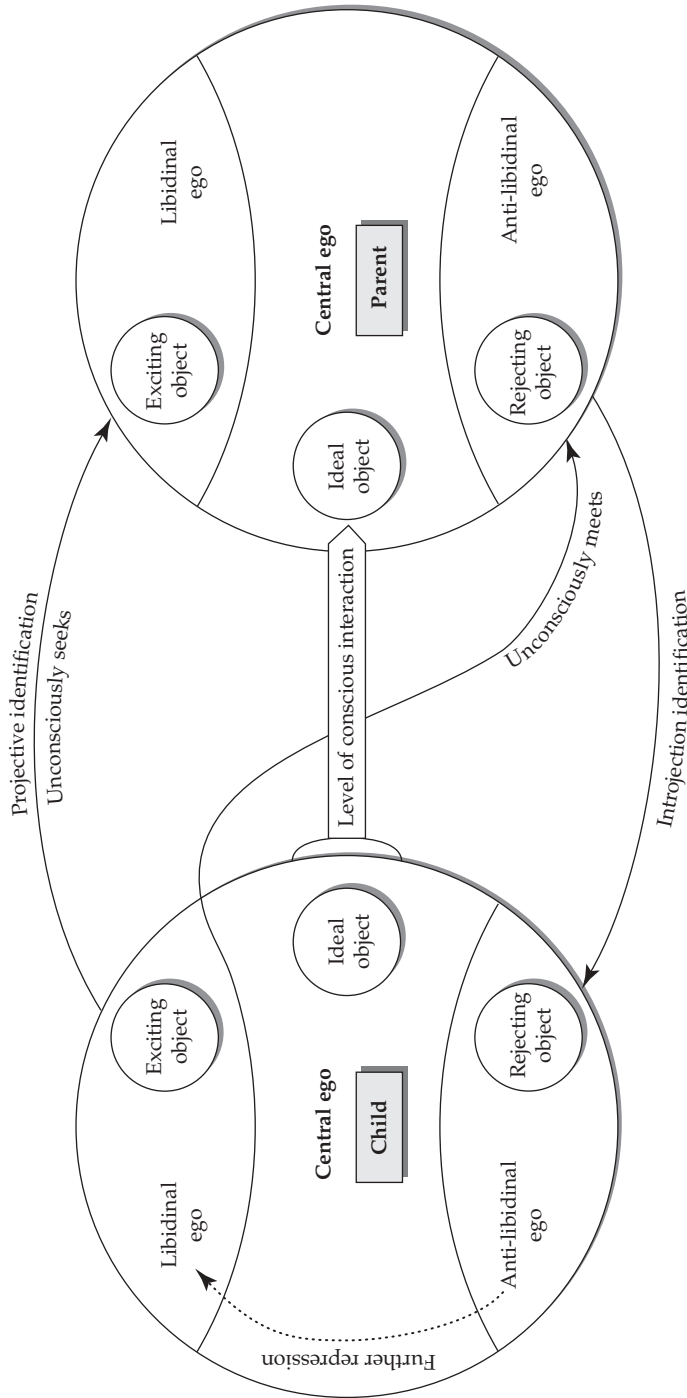 Projective identification
Unconsciously seeks
Exciting
object
Libidinal
ego
Central ego
Child
Ideal
object
Anti-libidinal
ego
Rejecting
object
Further repression
Level of conscious interaction
Unconsciously meets
Introjection identification
Exciting
object
Libidinal
ego
Ideal
object
Central ego
Parent
Rejecting
object
Anti-libidinal
ego